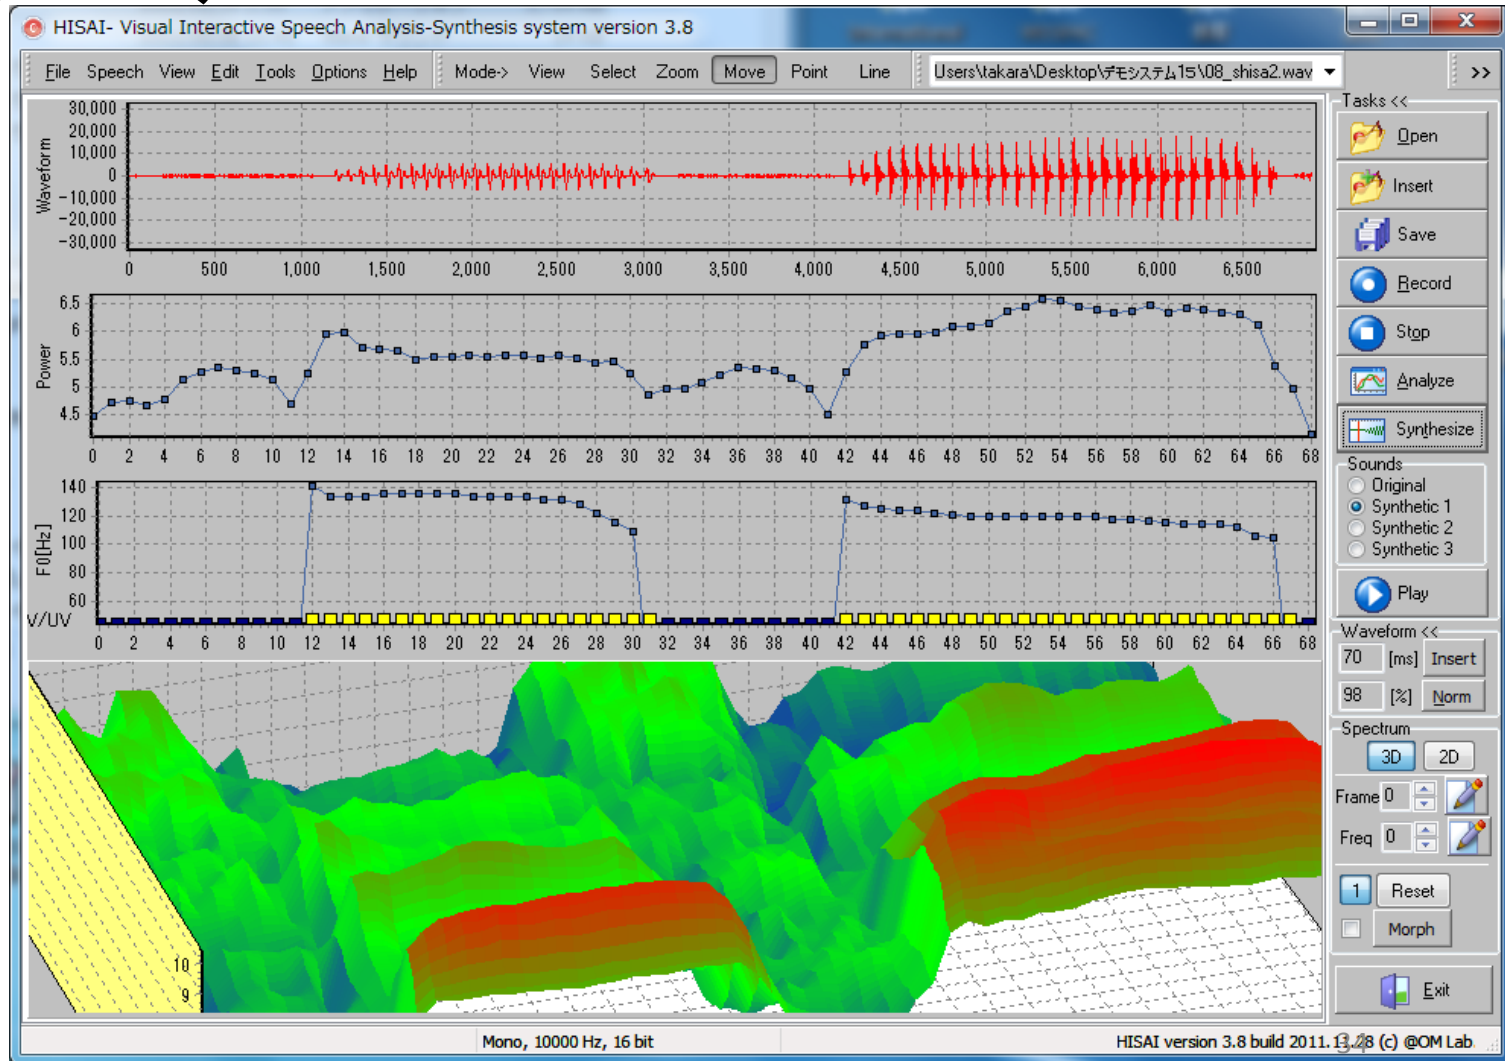 HISAI- Visual Interactive Speech Analysis-Synthesis system version 3.8
File Speech View Edit Tools Options Help Mode-> View Select Zoom Move Point Line Users\takara\Desktop\デモシステム15\08_shisa2.wav >>
Tasks <<
Open
Insert
Save
Record
Stop
Analyze
Synthesize
Sounds
Original
Synthetic 1
Synthetic 2
Synthetic 3
Play
Waveform <<
70 [ms] Insert
98 [%] Norm
Spectrum
3D 2D
Frame 0
Freq 0
1 Reset
Morph
Exit
Waveform
30,000
20,000
10,000
0
-10,000
-20,000
-30,000
0 500 1,000 1,500 2,000 2,500 3,000 3,500 4,000 4,500 5,000 5,500 6,000 6,500
Power
6.5
6
5.5
5
4.5
0 2 4 6 8 10 12 14 16 18 20 22 24 26 28 30 32 34 36 38 40 42 44 46 48 50 52 54 56 58 60 62 64 66 68
F0[Hz]
140
120
100
80
60
V/UV
0 2 4 6 8 10 12 14 16 18 20 22 24 26 28 30 32 34 36 38 40 42 44 46 48 50 52 54 56 58 60 62 64 66 68
10
9
Mono, 10000 Hz, 16 bit
HISAI version 3.8 build 2011.11.28 (c) @OM Lab
34